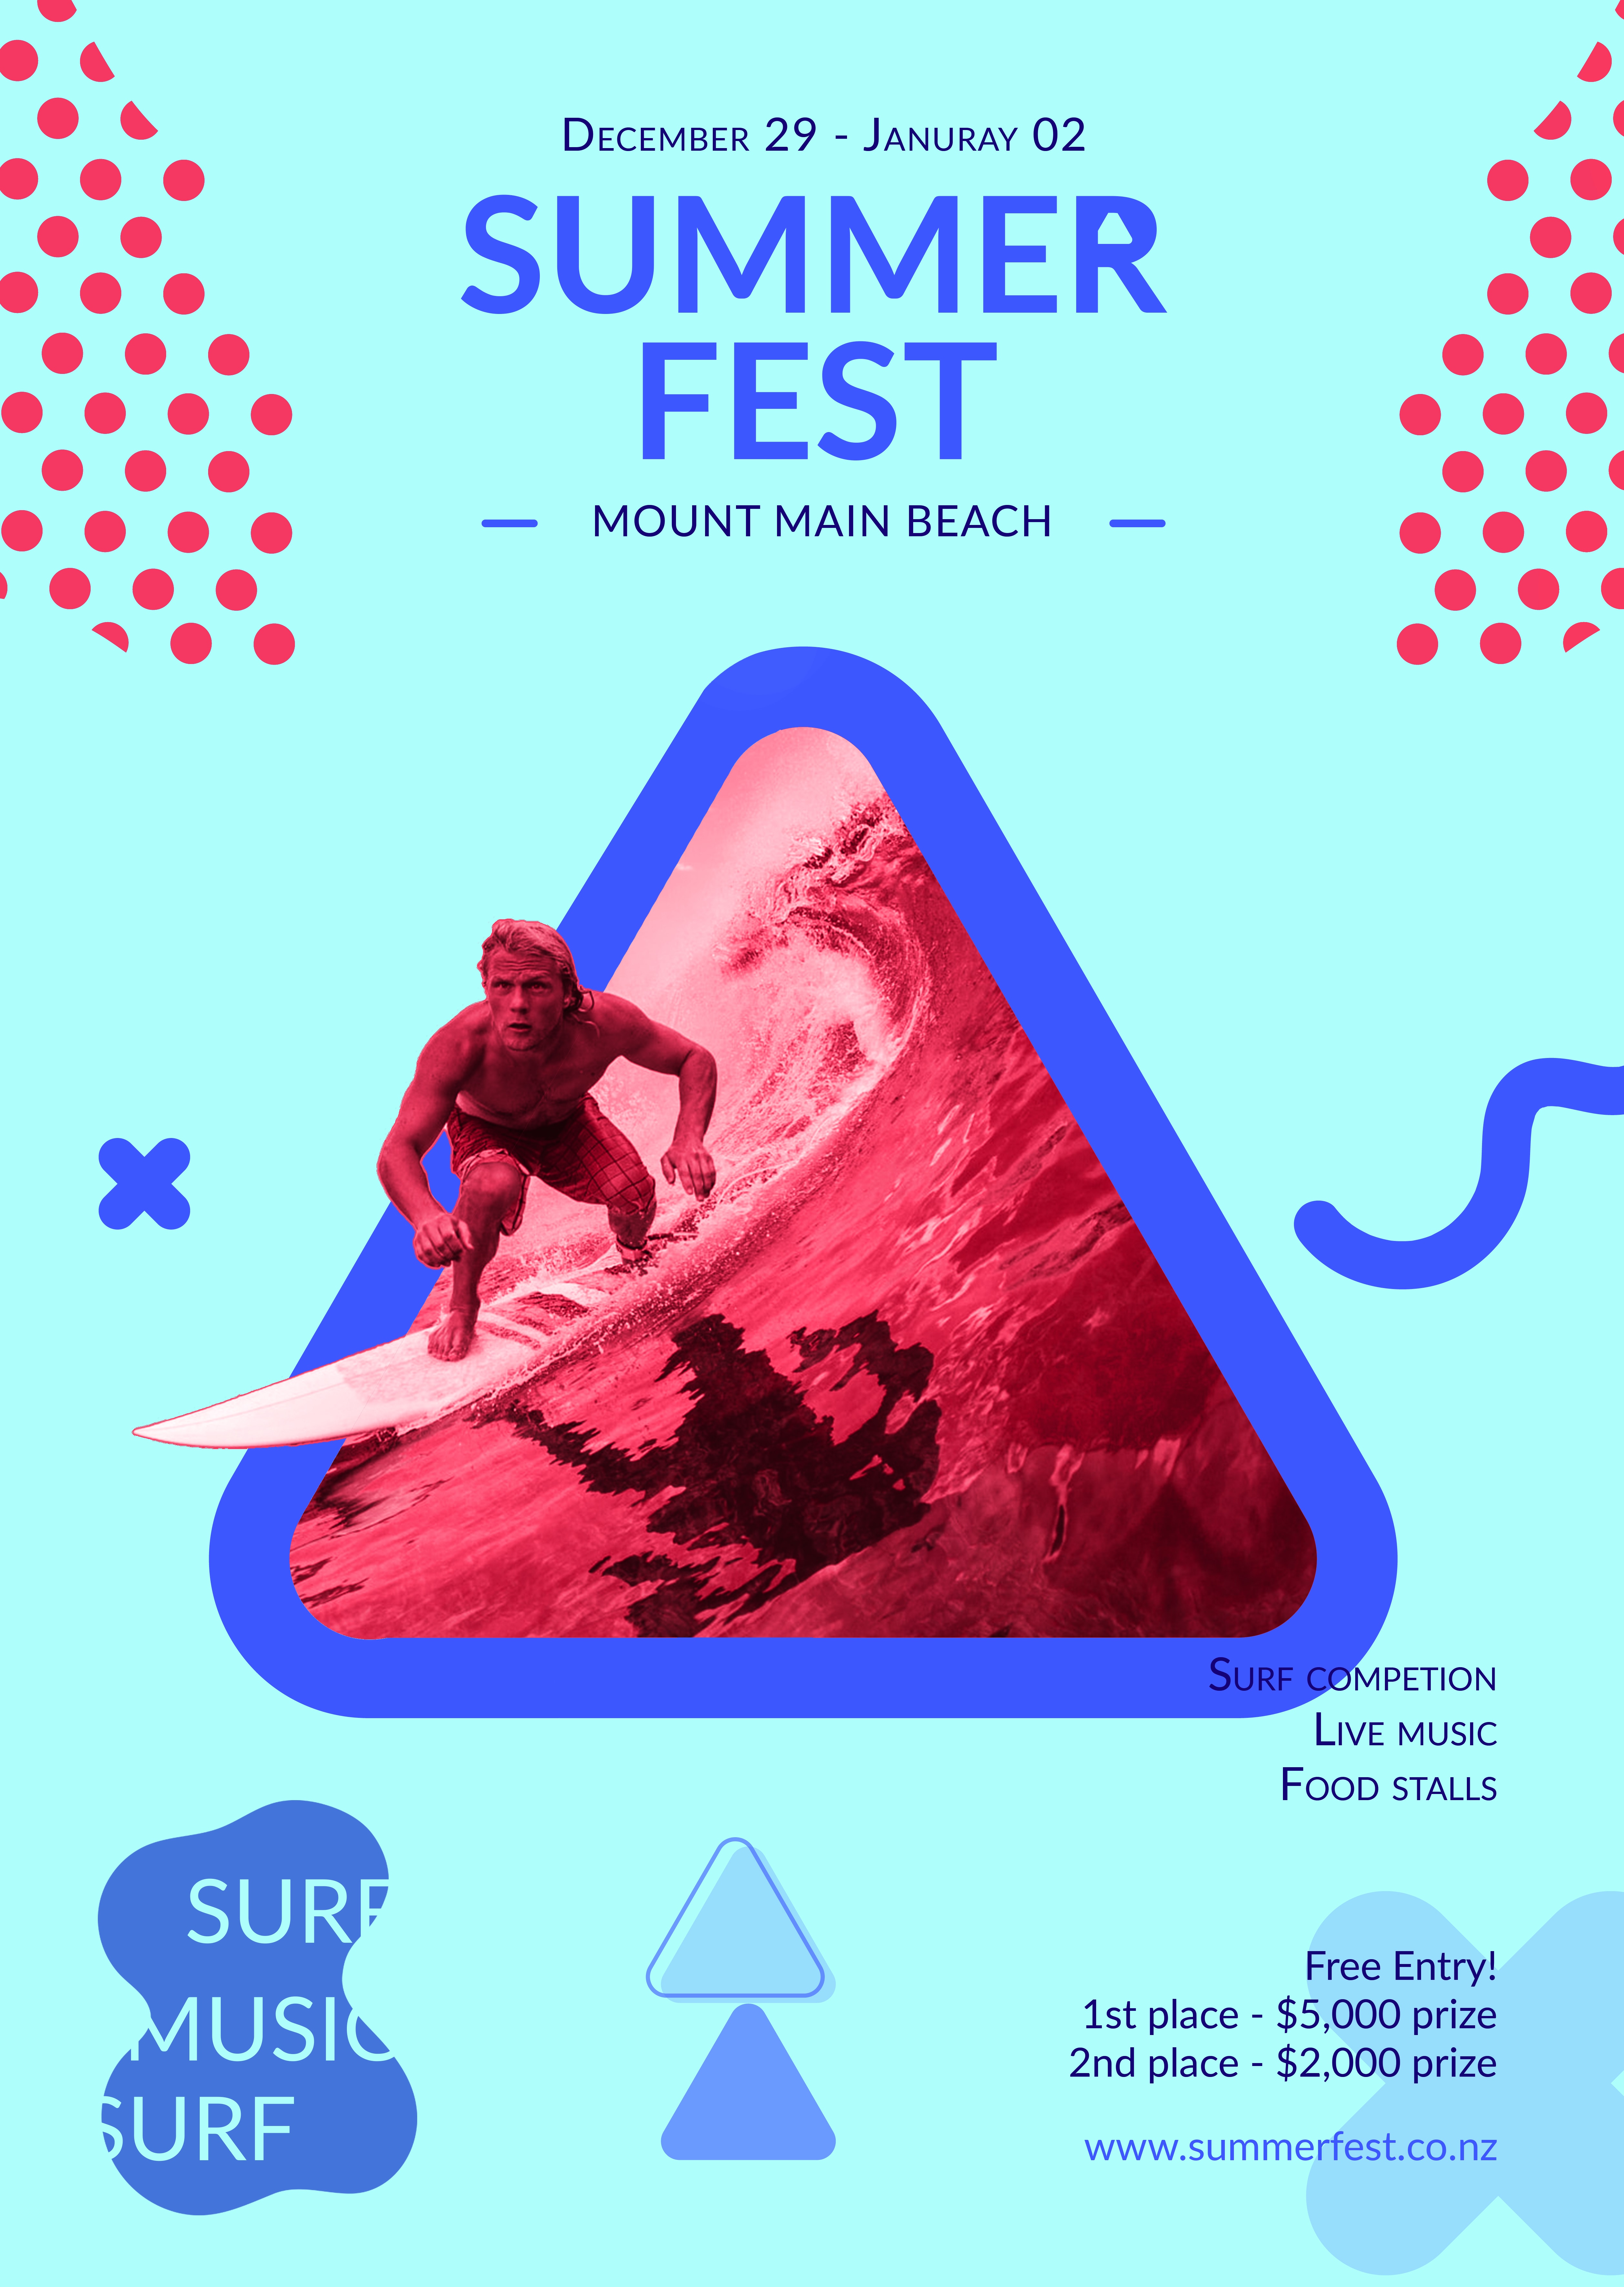 December 29 - Januray 02
SUMMER
FEST
MOUNT MAIN BEACH
Surf competion
Live music
Food stalls
SURF
MUSIC
SURF
Free Entry!
1st place - $5,000 prize
2nd place - $2,000 prize
www.summerfest.co.nz